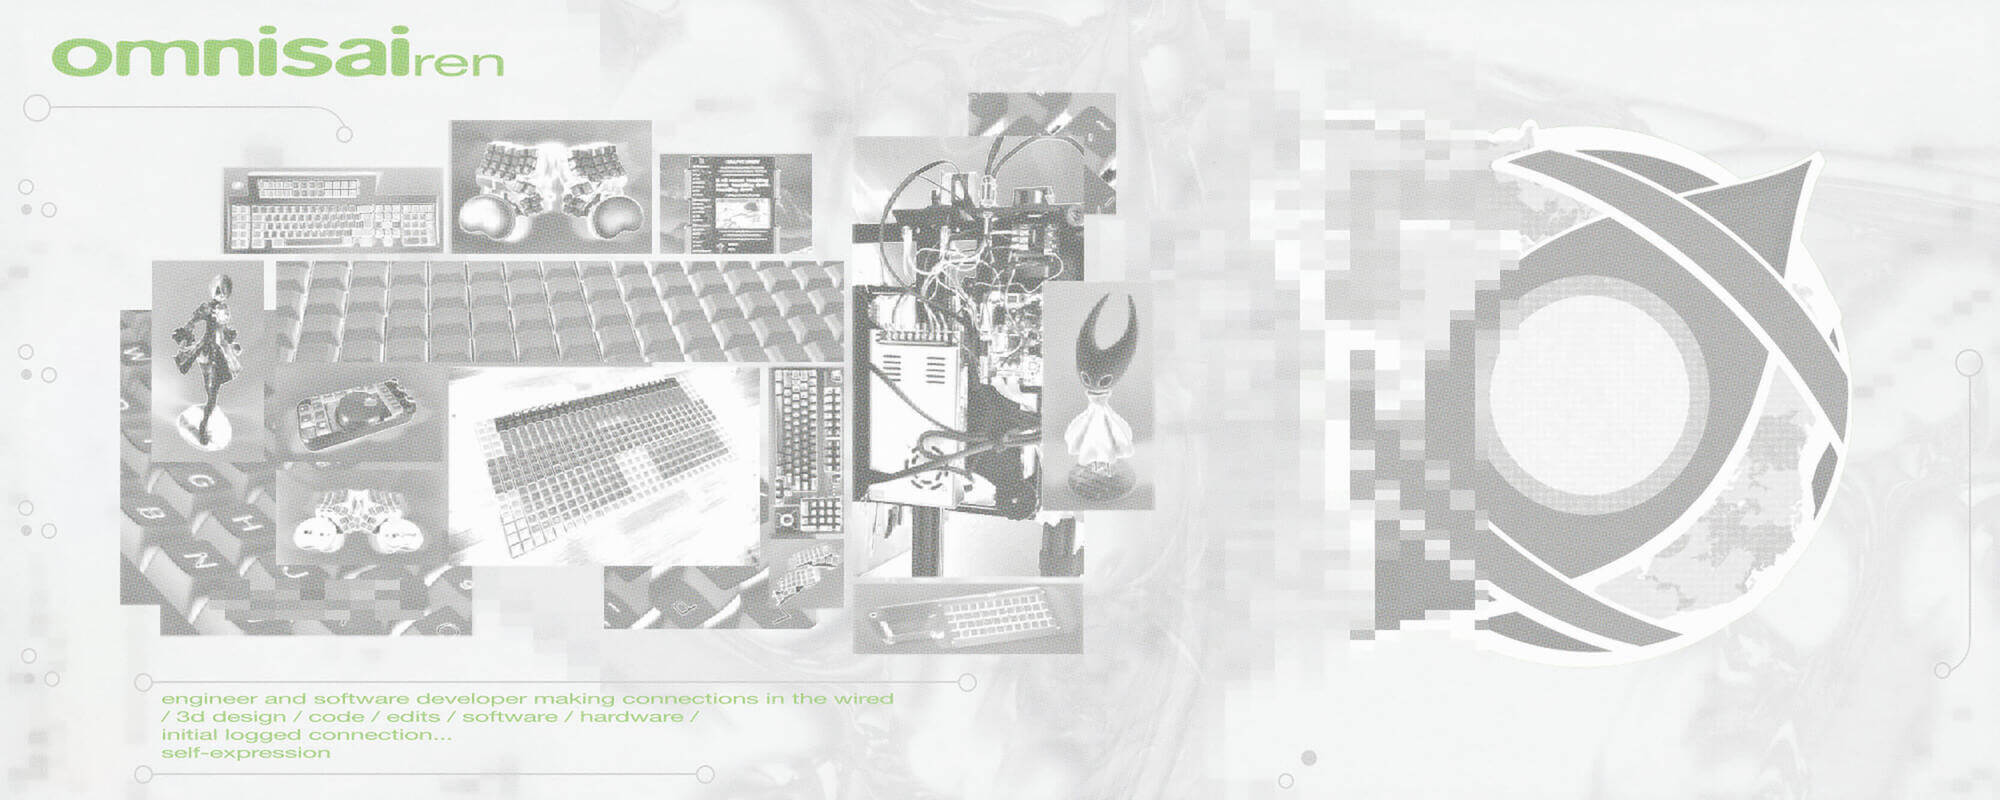 omnisairen
engineer and software developer making connections in the wired
/ 3d design / code / edits / software / hardware /
initial logged connection...
self-expression
G
B
H
N